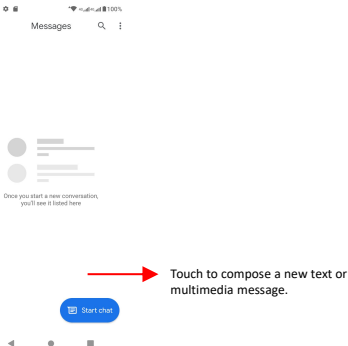 100%
Messages
Once you start a new conversation,
you'll see it listed here
Touch to compose a new text or
multimedia message.
Start chat